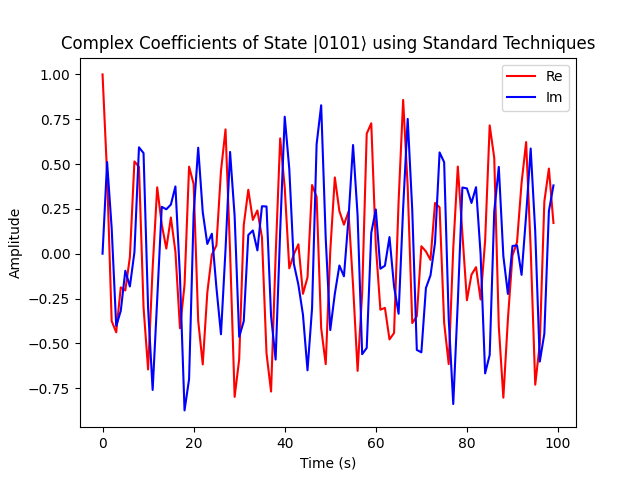 Complex Coefficients of State |0101⟩ using Standard Techniques
Re
Im
1.00
0.75
0.50
0.25
0.00
−0.25
−0.50
−0.75
Amplitude
0 20 40 60 80 100
Time (s)